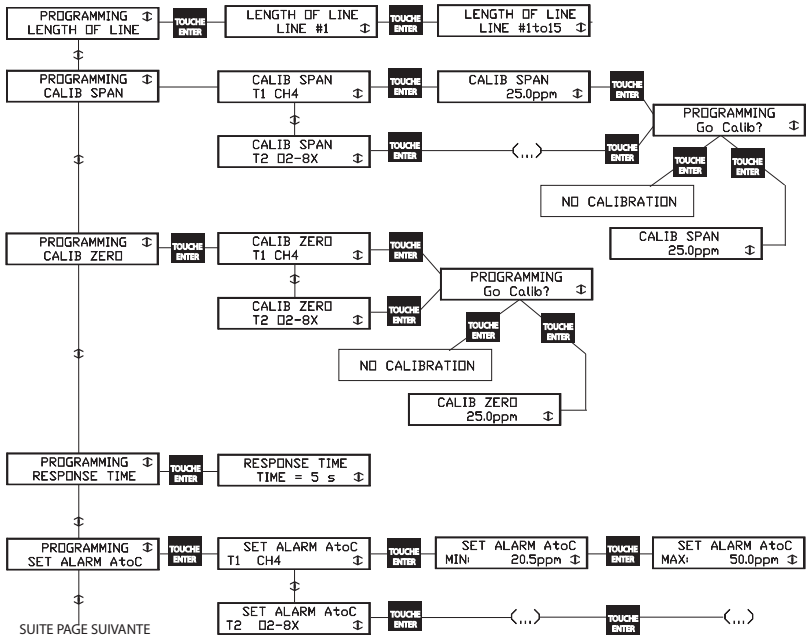 PROGRAMMING
LENGTH OF LINE
TOUCHE
ENTER
LENGTH OF LINE
LINE #1
TOUCHE
ENTER
LENGTH OF LINE
LINE #1to15
PROGRAMMING
CALIB SPAN
CALIB SPAN
T1 CH4
TOUCHE
ENTER
CALIB SPAN
25.0ppm
TOUCHE
ENTER
CALIB SPAN
T2 O2-8X
TOUCHE
ENTER
(...)
TOUCHE
ENTER
PROGRAMMING
Go Calib?
TOUCHE
ENTER
TOUCHE
ENTER
NO CALIBRATION
CALIB SPAN
25.0ppm
PROGRAMMING
CALIB ZERO
TOUCHE
ENTER
CALIB ZERO
T1 CH4
TOUCHE
ENTER
CALIB ZERO
T2 O2-8X
TOUCHE
ENTER
PROGRAMMING
Go Calib?
TOUCHE
ENTER
TOUCHE
ENTER
NO CALIBRATION
CALIB ZERO
25.0ppm
PROGRAMMING
RESPONSE TIME
TOUCHE
ENTER
RESPONSE TIME
TIME = 5 s
PROGRAMMING
SET ALARM AtoC
TOUCHE
ENTER
SET ALARM AtoC
T1 CH4
TOUCHE
ENTER
SET ALARM AtoC
MIN: 20.5ppm
TOUCHE
ENTER
SET ALARM AtoC
MAX: 50.0ppm
SET ALARM AtoC
T2 O2-8X
TOUCHE
ENTER
(...)
TOUCHE
ENTER
(...)
SUITE PAGE SUIVANTE